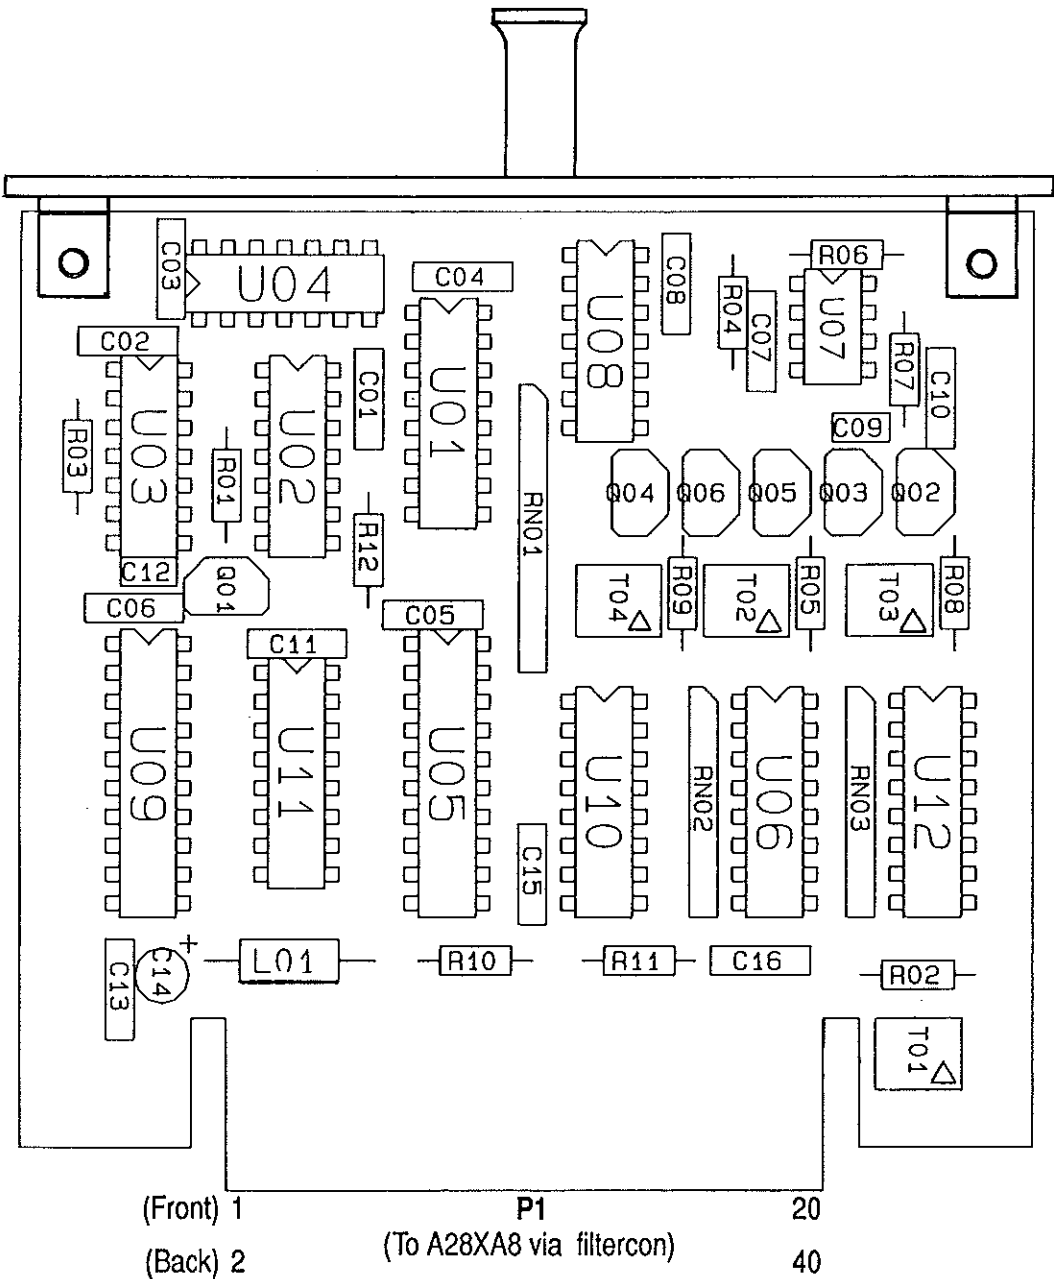 C03
U04
C04
C08
R06
R04
C07
U07
U08
C02
C01
U01
R07
C10
C09
R03
U03
R01
U02
RN01
Q04
Q06
Q05
Q03
Q02
R12
C12
Q01
T04
R09
T02
R05
T03
R08
C06
C05
C11
U09
U11
U05
U10
RN02
U06
RN03
U12
C15
+
C13
C14
L01
R10
R11
C16
R02
T01
(Front) 1 P1 20
(To A28XA8 via filtercon)
(Back) 2 40